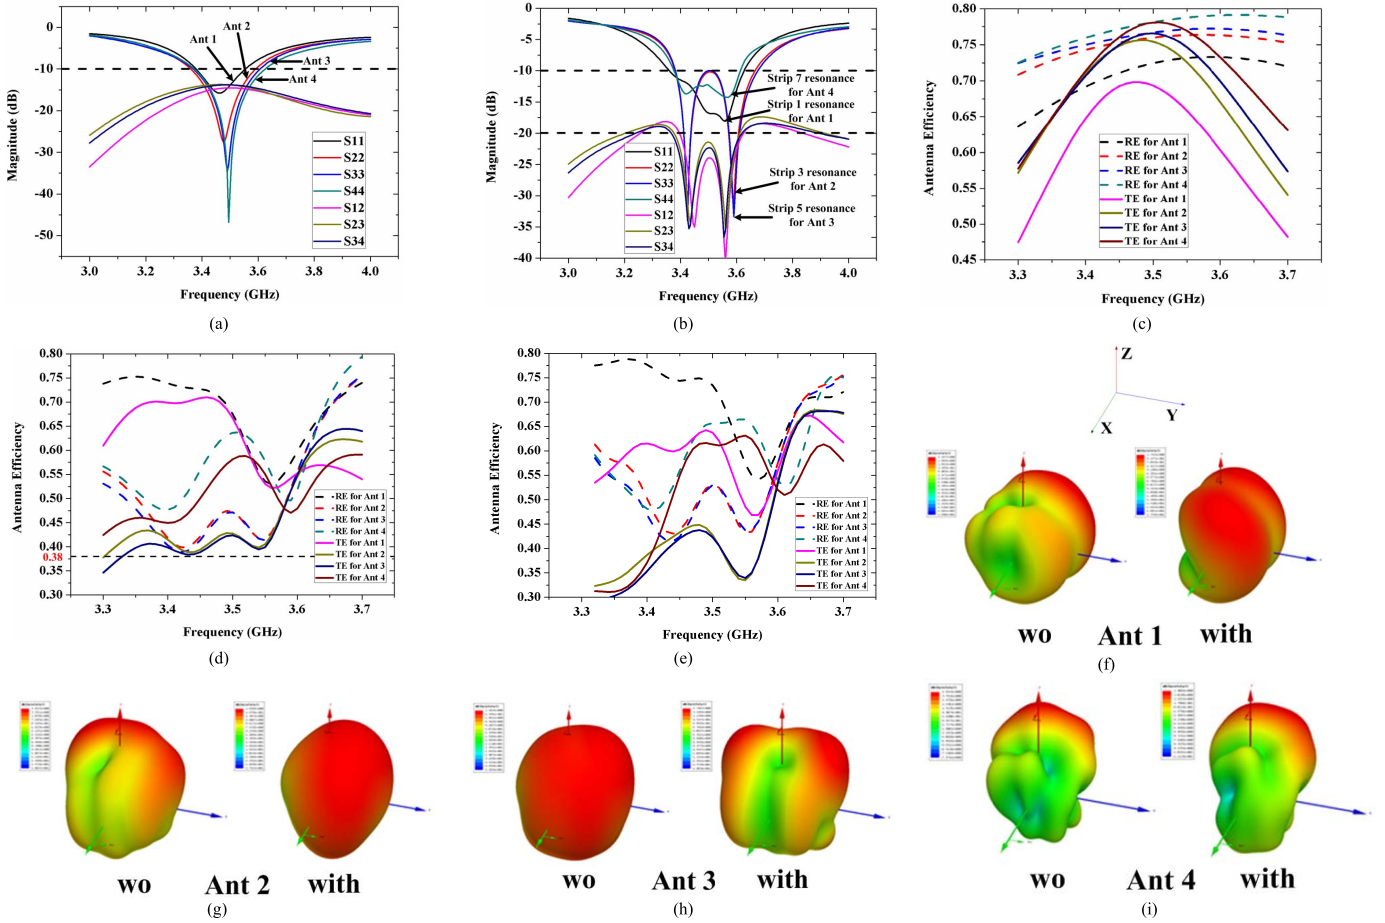 0
-10
-20
-30
-40
-50
Magnitude (dB)
Ant 1
Ant 2
Ant 3
Ant 4
S11
S22
S33
S44
S12
S23
S34
3.0
3.2
3.4
3.6
3.8
4.0
Frequency (GHz)
(a)
0
-5
-10
-15
-20
-25
-30
-35
-40
Magnitude (dB)
Strip 7 resonance
for Ant 4
Strip 1 resonance
for Ant 1
Strip 3 resonance
for Ant 2
Strip 5 resonance
for Ant 3
S11
S22
S33
S44
S12
S23
S34
3.0
3.2
3.4
3.6
3.8
4.0
Frequency (GHz)
(b)
0.80
0.75
0.70
0.65
0.60
0.55
0.50
0.45
Antenna Efficiency
RE for Ant 1
RE for Ant 2
RE for Ant 3
RE for Ant 4
TE for Ant 1
TE for Ant 2
TE for Ant 3
TE for Ant 4
3.3
3.4
3.5
3.6
3.7
Frequency (GHz)
(c)
0.80
0.75
0.70
0.65
0.60
0.55
0.50
0.45
0.40
0.38
0.35
0.30
Antenna Efficiency
RE for Ant 1
RE for Ant 2
RE for Ant 3
RE for Ant 4
TE for Ant 1
TE for Ant 2
TE for Ant 3
TE for Ant 4
3.3
3.4
3.5
3.6
3.7
Frequency (GHz)
(d)
0.80
0.75
0.70
0.65
0.60
0.55
0.50
0.45
0.40
0.35
0.30
Antenna Efficiency
RE for Ant 1
RE for Ant 2
RE for Ant 3
RE for Ant 4
TE for Ant 1
TE for Ant 2
TE for Ant 3
TE for Ant 4
3.3
3.4
3.5
3.6
3.7
Frequency (GHz)
(e)
Z
Y
X
wo Ant 1 with
(f)
wo Ant 2 with
(g)
wo Ant 3 with
(h)
wo Ant 4 with
(i)